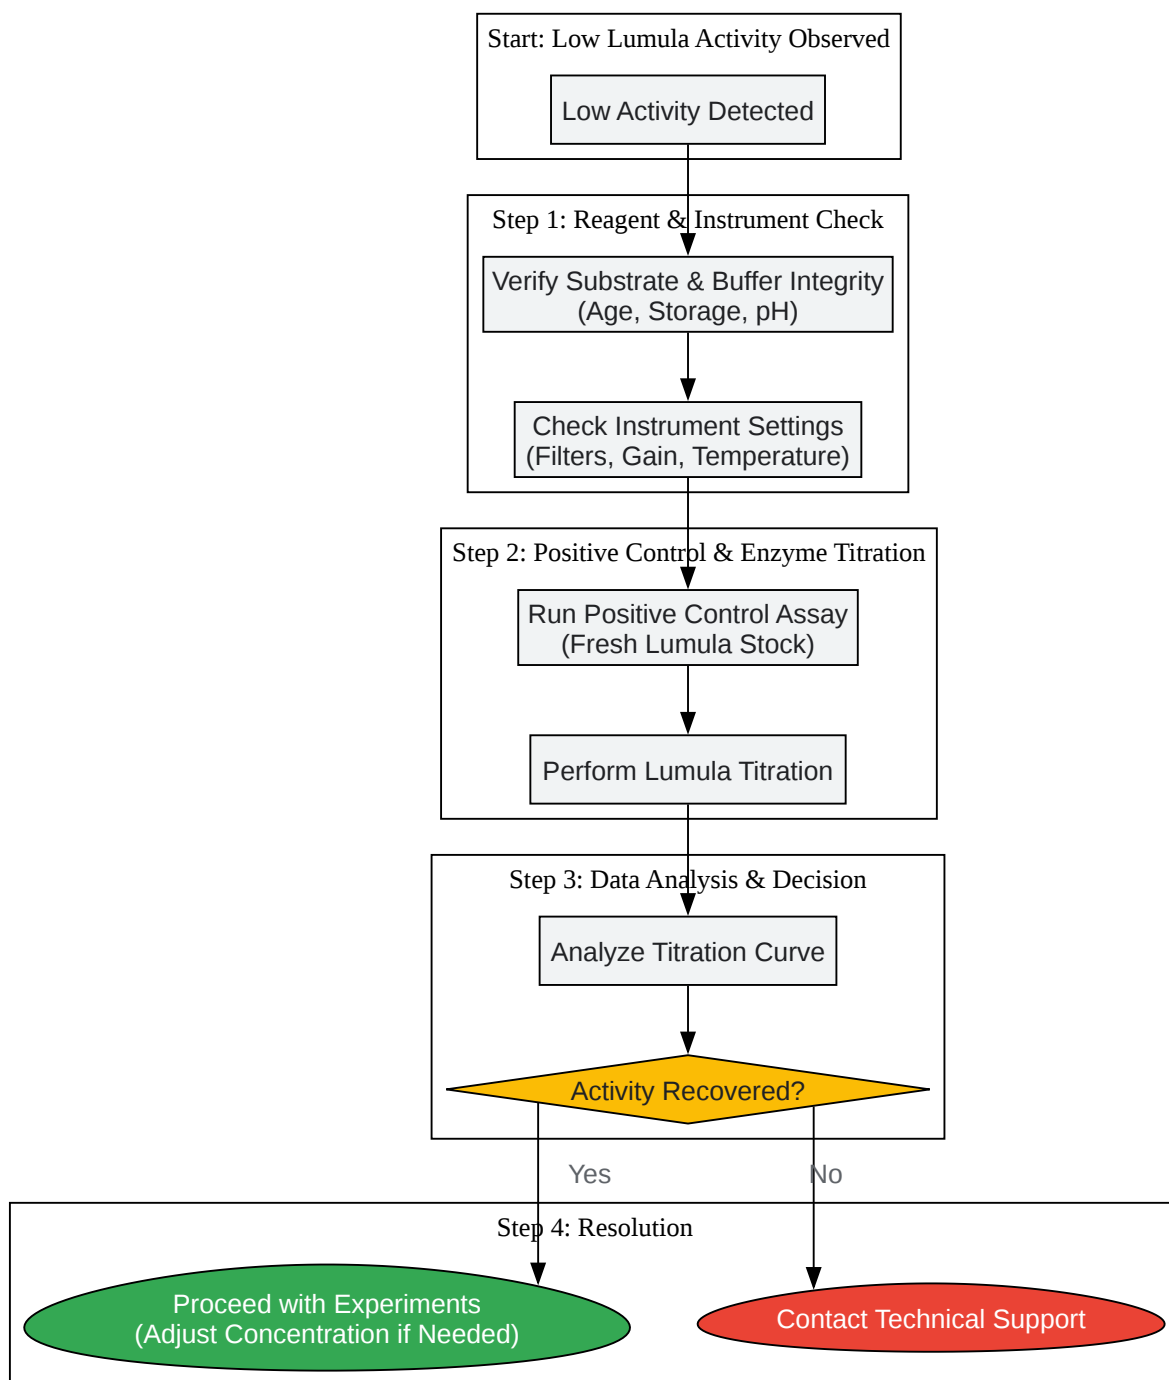 Start: Low Lumula Activity Observed
Low Activity Detected
Step 1: Reagent & Instrument Check
Verify Substrate & Buffer Integrity
(Age, Storage, pH)
Check Instrument Settings
(Filters, Gain, Temperature)
Step 2: Positive Control & Enzyme Titration
Run Positive Control Assay
(Fresh Lumula Stock)
Perform Lumula Titration
Step 3: Data Analysis & Decision
Analyze Titration Curve
Activity Recovered?
Yes
No
Step 4: Resolution
Proceed with Experiments
(Adjust Concentration if Needed)
Contact Technical Support